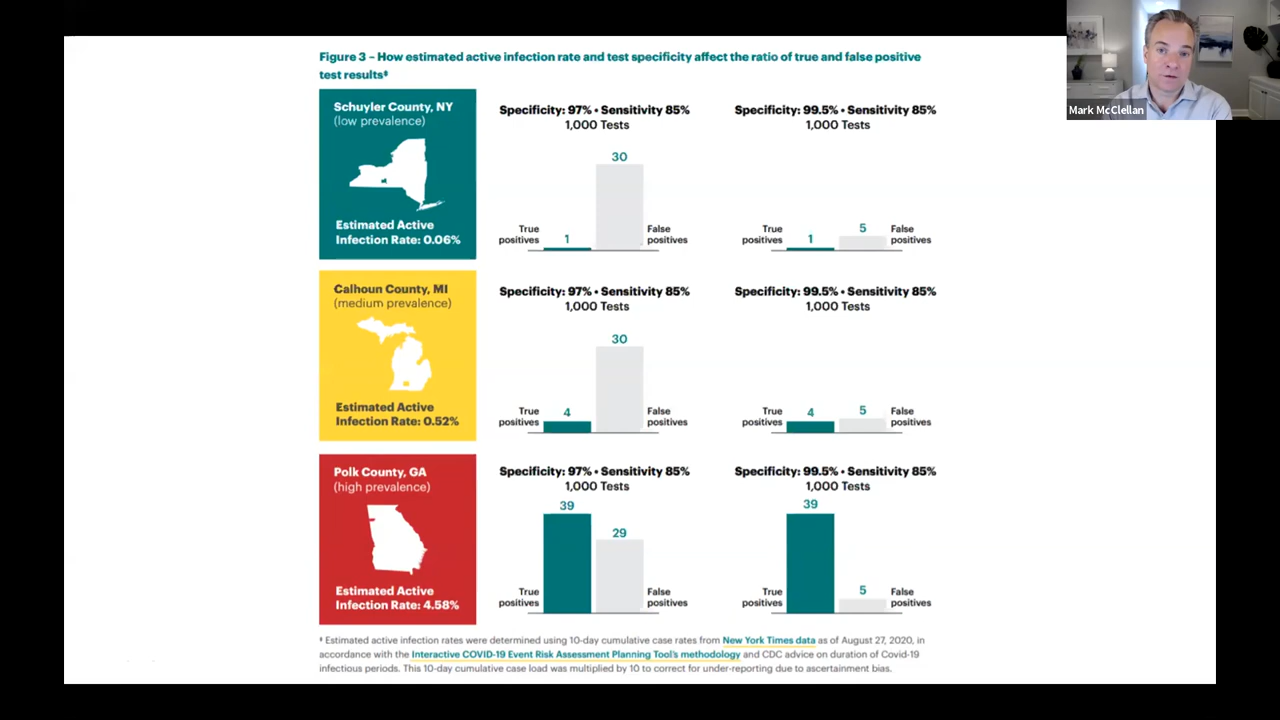 Figure 3 – How estimated active infection rate and test specificity affect the ratio of true and false positive
test results‡
Mark McClellan
Schuyler County, NY
(low prevalence)
Estimated Active
Infection Rate: 0.06%
Specificity: 97% • Sensitivity 85%
1,000 Tests
30
True
positives
1
False
positives
Specificity: 99.5% • Sensitivity 85%
1,000 Tests
True
positives
1
5
False
positives
Calhoun County, MI
(medium prevalence)
Estimated Active
Infection Rate: 0.52%
Specificity: 97% • Sensitivity 85%
1,000 Tests
30
True
positives
4
False
positives
Specificity: 99.5% • Sensitivity 85%
1,000 Tests
True
positives
4
5
False
positives
Polk County, GA
(high prevalence)
Estimated Active
Infection Rate: 4.58%
Specificity: 97% • Sensitivity 85%
1,000 Tests
39
29
True
positives
False
positives
Specificity: 99.5% • Sensitivity 85%
1,000 Tests
39
True
positives
5
False
positives
‡ Estimated active infection rates were determined using 10-day cumulative case rates from New York Times data as of August 27, 2020, in
accordance with the Interactive COVID-19 Event Risk Assessment Planning Tool's methodology and CDC advice on duration of Covid-19
infectious periods. This 10-day cumulative case load was multiplied by 10 to correct for under-reporting due to ascertainment bias.